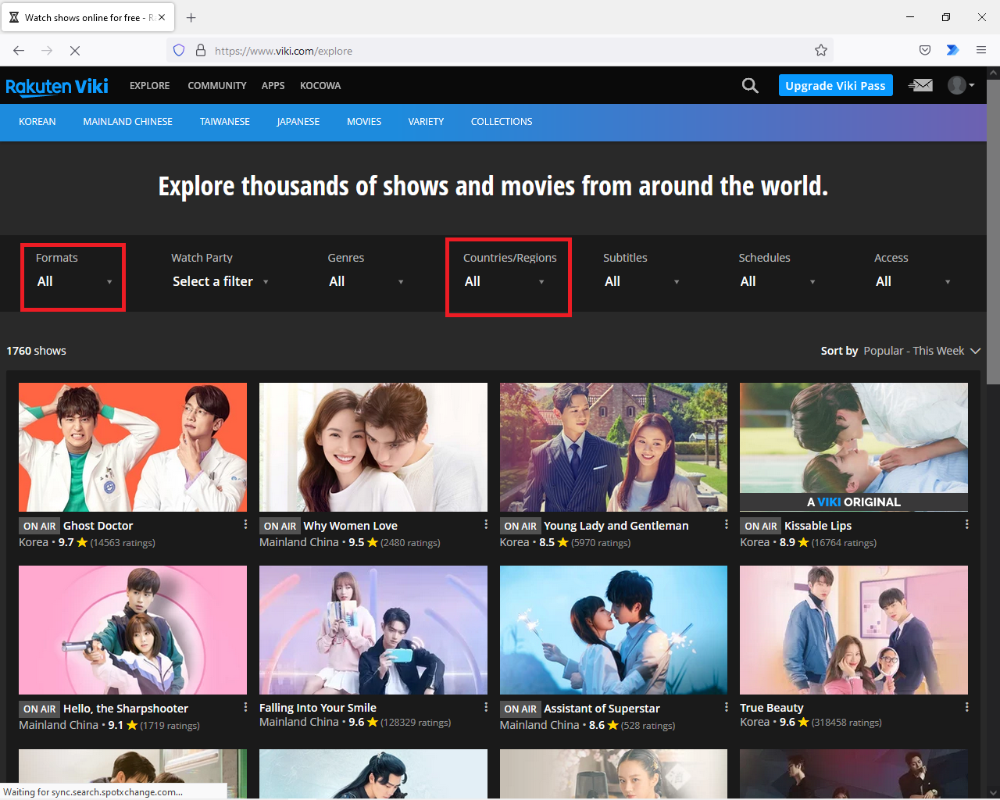 Watch shows online for free - R
https://www.viki.com/explore
Rakuten Viki
EXPLORE COMMUNITY APPS KOCOWA
Upgrade Viki Pass
KOREAN MAINLAND CHINESE TAIWANESE JAPANESE MOVIES VARIETY COLLECTIONS
Explore thousands of shows and movies from around the world.
Formats Watch Party Genres Countries/Regions Subtitles Schedules Access
All Select a filter All All All All All
1760 shows
Sort by Popular - This Week
A VIKI ORIGINAL
ON AIR Ghost Doctor
Korea • 9.7 (14563 ratings)
ON AIR Why Women Love
Mainland China • 9.5 (2480 ratings)
ON AIR Young Lady and Gentleman
Korea • 8.5 (5970 ratings)
ON AIR Kissable Lips
Korea • 8.9 (16764 ratings)
ON AIR Hello, the Sharpshooter
Mainland China • 9.1 (1719 ratings)
Falling Into Your Smile
Mainland China • 9.6 (128329 ratings)
ON AIR Assistant of Superstar
Mainland China • 8.6 (528 ratings)
True Beauty
Korea • 9.6 (318458 ratings)
Waiting for sync.search.spotxchange.com...